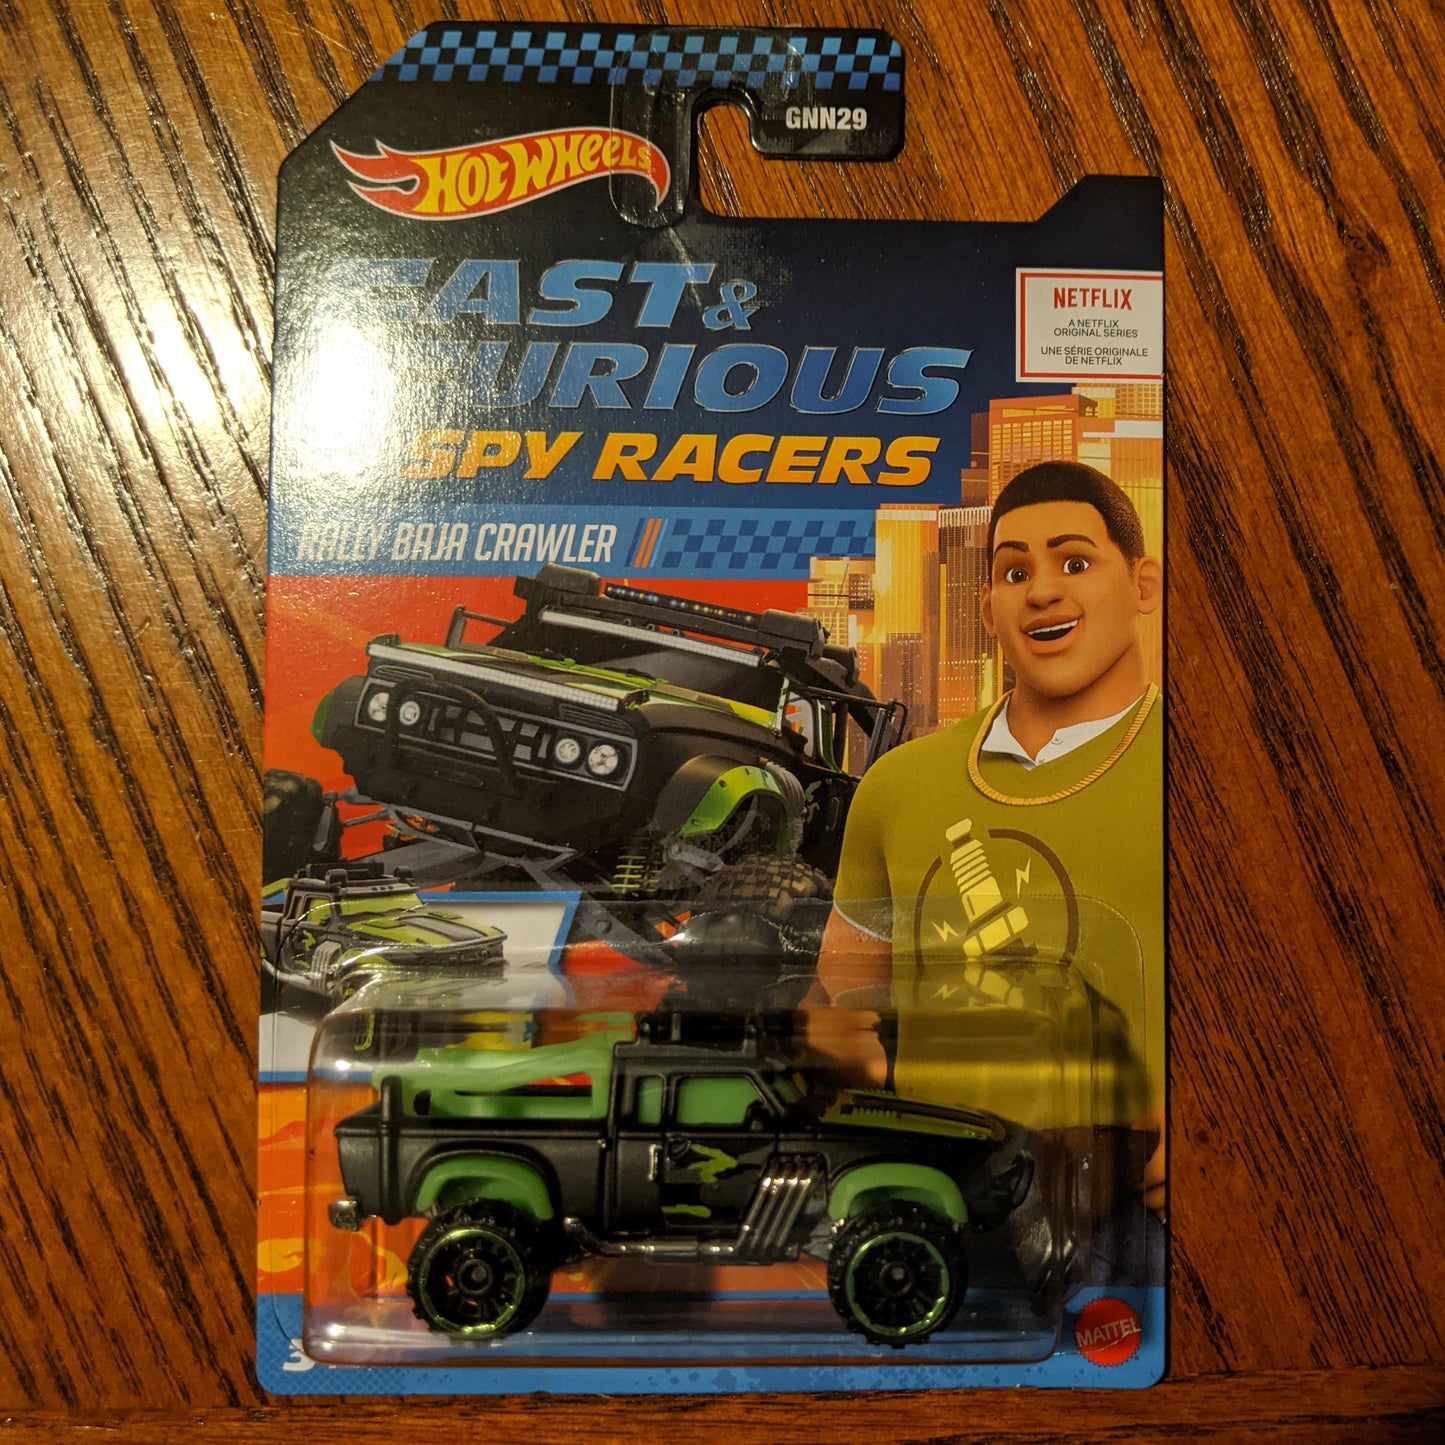 GNN29
HOT WHEELS
FAST &
FURIOUS
SPY RACERS
NETFLIX
A NETFLIX
ORIGINAL SERIES
UNE SÉRIE ORIGINALE
DE NETFLIX
RALLY BAJA CRAWLER
MATTEL